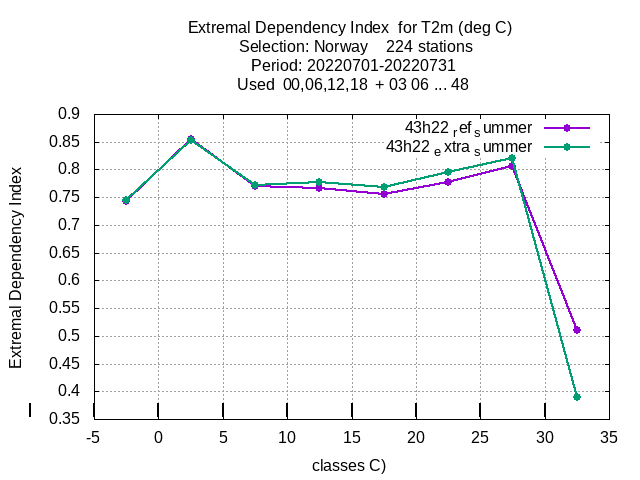 Extremal Dependency Index for T2m (deg C)
Selection: Norway 224 stations
Period: 20220701-20220731
Used 00,06,12,18 + 03 06 ... 48
43h22 ref summer
43h22 extra summer
Extremal Dependency Index
0.9
0.85
0.8
0.75
0.7
0.65
0.6
0.55
0.5
0.45
0.4
0.35
-5 0 5 10 15 20 25 30 35
classes C)